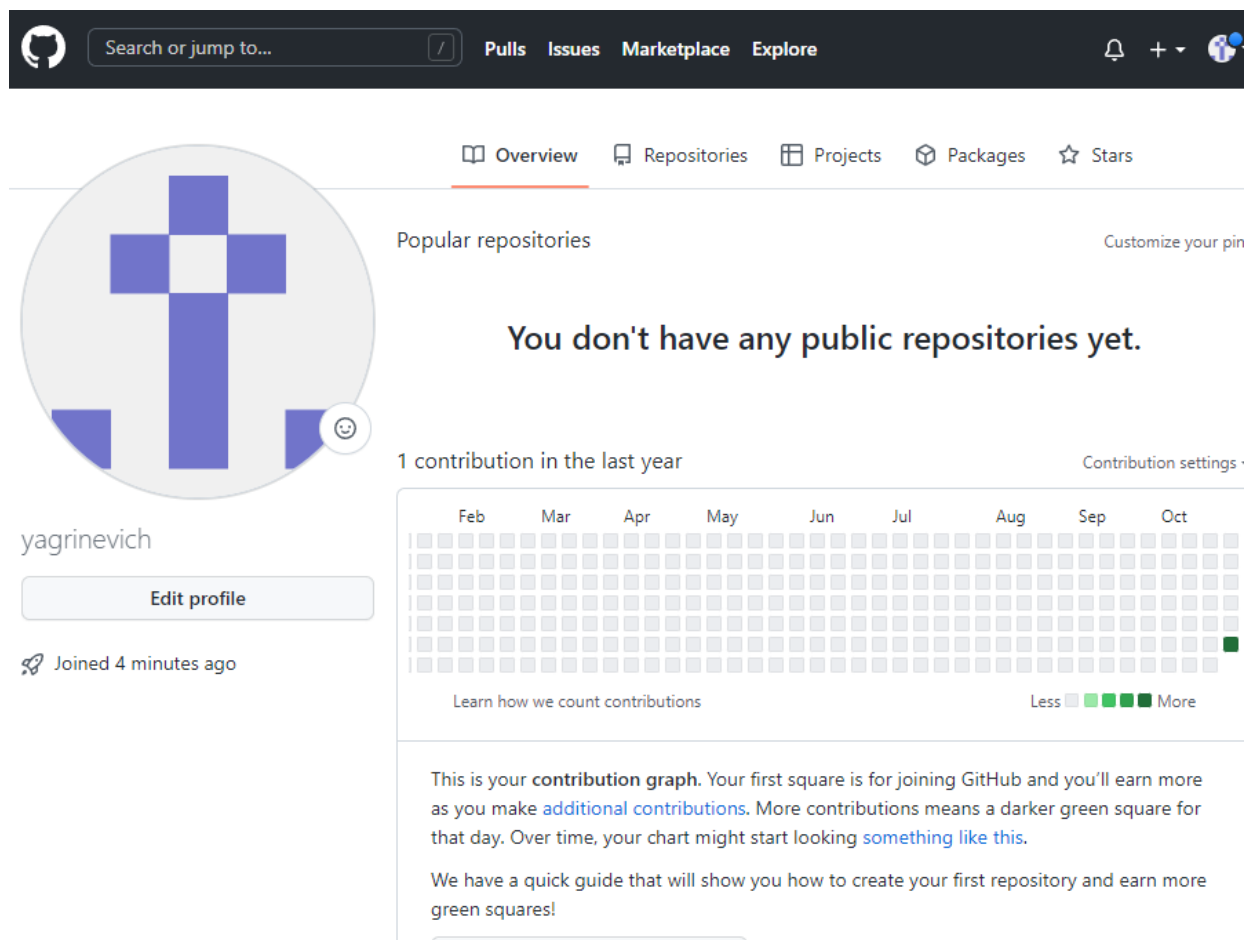 Search or jump to... /
Pulls Issues Marketplace Explore
Overview Repositories Projects Packages Stars
Popular repositories
Customize your pin
You don't have any public repositories yet.
1 contribution in the last year
Contribution settings
Feb Mar Apr May Jun Jul Aug Sep Oct
Learn how we count contributions
Less More
yagrinevich
Edit profile
Joined 4 minutes ago
This is your contribution graph. Your first square is for joining GitHub and you’ll earn more
as you make additional contributions. More contributions means a darker green square for
that day. Over time, your chart might start looking something like this.
We have a quick guide that will show you how to create your first repository and earn more
green squares!